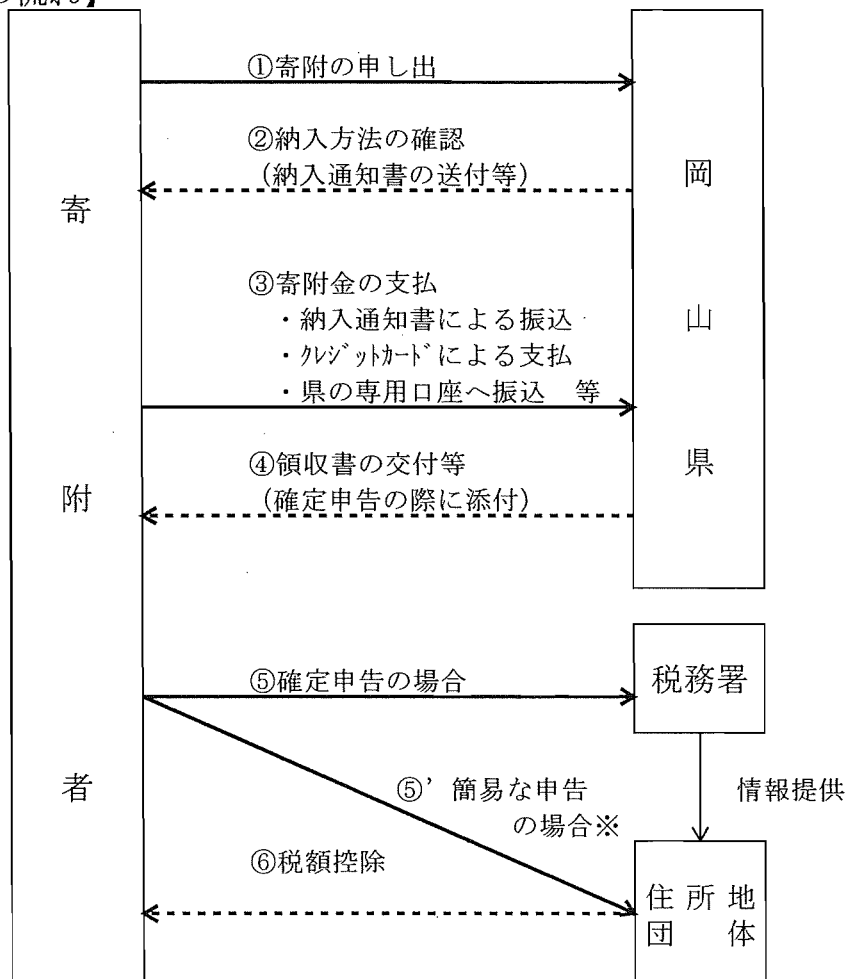 寄附者
①寄附の申し出
②納入方法の確認
(納入通知書の送付等)
③寄附金の支払
・納入通知書による振込
・ｸﾚｼﾞｯﾄｶｰﾄﾞによる支払
・県の専用口座へ振込　等
④領収書の交付等
(確定申告の際に添付)
岡山県
⑤確定申告の場合
税務署
⑤’簡易な申告
の場合※
情報提供
⑥税額控除
住所地
団体